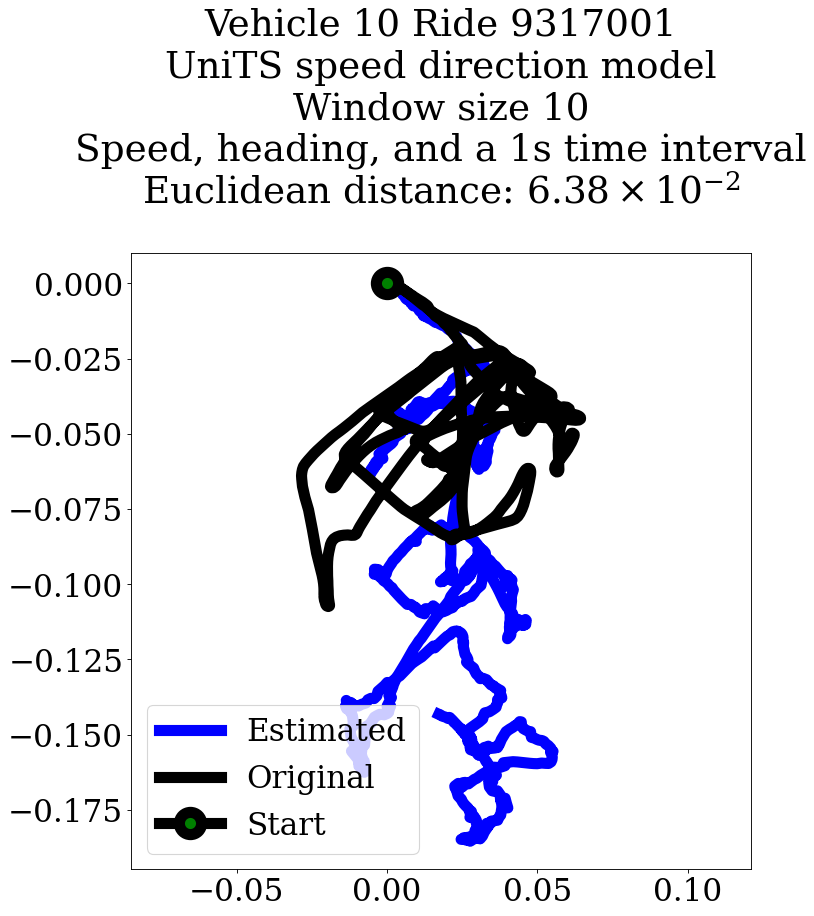 Vehicle 10 Ride 9317001
UniTS speed direction model
Window size 10
Speed, heading, and a 1s time interval
Euclidean distance: 6.38 × 10⁻²
0.000
−0.025
−0.050
−0.075
−0.100
−0.125
−0.150
−0.175
Estimated
Original
Start
−0.05 0.00 0.05 0.10